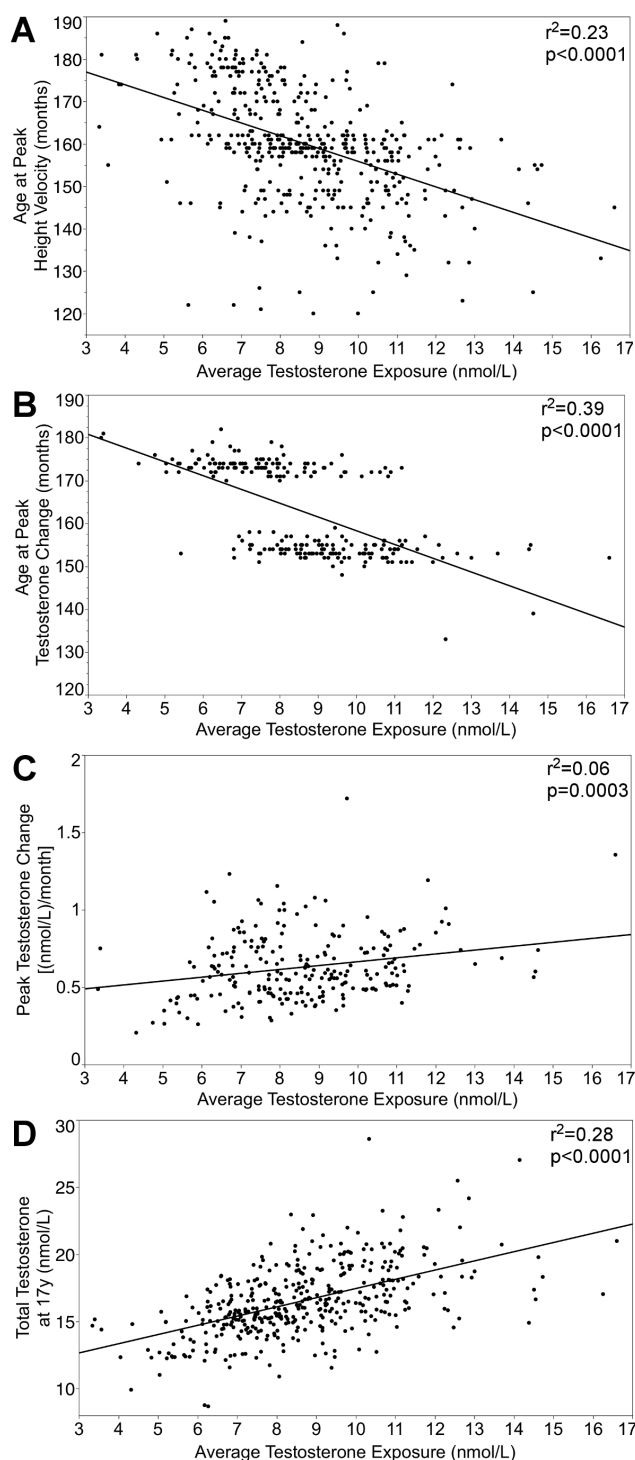 A
r²=0.23
p<0.0001
Age at Peak
Height Velocity (months)
190
180
170
160
150
140
130
120
3 4 5 6 7 8 9 10 11 12 13 14 15 16 17
Average Testosterone Exposure (nmol/L)
B
r²=0.39
p<0.0001
Age at Peak
Testosterone Change (months)
190
180
170
160
150
140
130
120
3 4 5 6 7 8 9 10 11 12 13 14 15 16 17
Average Testosterone Exposure (nmol/L)
C
r²=0.06
p=0.0003
Peak Testosterone Change
[(nmol/L)/month]
2
1.5
1
0.5
0
3 4 5 6 7 8 9 10 11 12 13 14 15 16 17
Average Testosterone Exposure (nmol/L)
D
r²=0.28
p<0.0001
Total Testosterone
at 17y (nmol/L)
30
25
20
15
10
3 4 5 6 7 8 9 10 11 12 13 14 15 16 17
Average Testosterone Exposure (nmol/L)